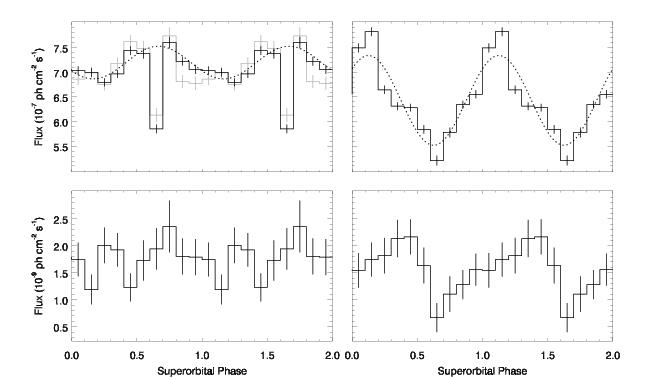 7.5
7.0
6.5
6.0
5.5
Flux (10⁻⁷ ph cm⁻² s⁻¹)
2.5
2.0
1.5
1.0
0.5
Flux (10⁻⁹ ph cm⁻² s⁻¹)
0.0 0.5 1.0 1.5 2.0 0.0 0.5 1.0 1.5 2.0
Superorbital Phase Superorbital Phase